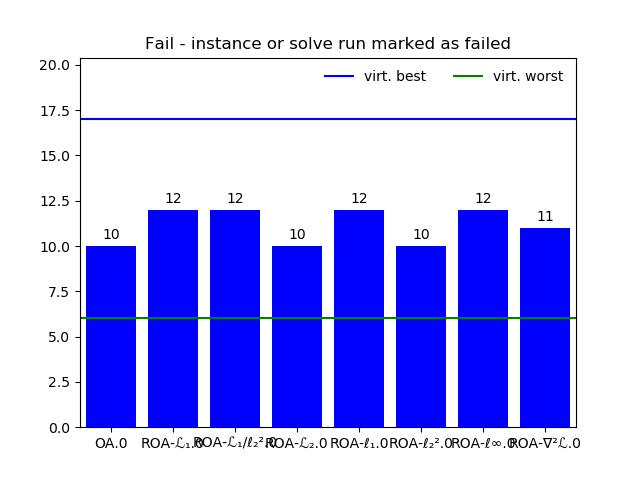 Fail - instance or solve run marked as failed
virt. best
virt. worst
20.0
17.5
15.0
12.5
10.0
7.5
5.0
2.5
0.0
10
12
12
10
12
10
12
11
OA.0
ROA-ℒ₁.0
ROA-ℒ₁/ℓ₂².0
ROA-ℒ₂.0
ROA-ℓ₁.0
ROA-ℓ₂².0
ROA-ℓ∞.0
ROA-∇²ℒ.0